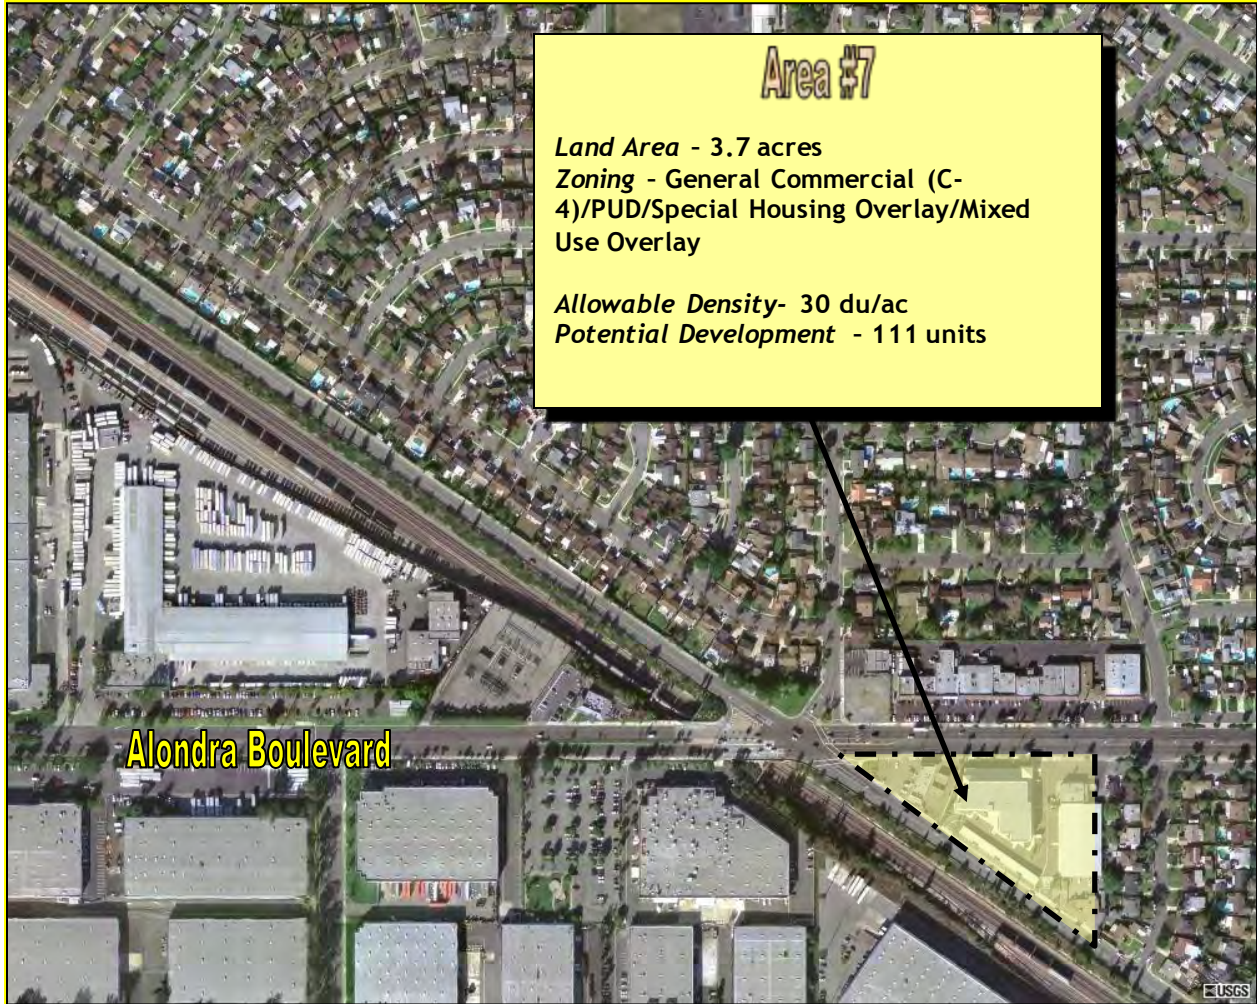 Area #7
Land Area – 3.7 acres
Zoning – General Commercial (C-
4)/PUD/Special Housing Overlay/Mixed
Use Overlay
Allowable Density- 30 du/ac
Potential Development – 111 units
Alondra Boulevard
USGS